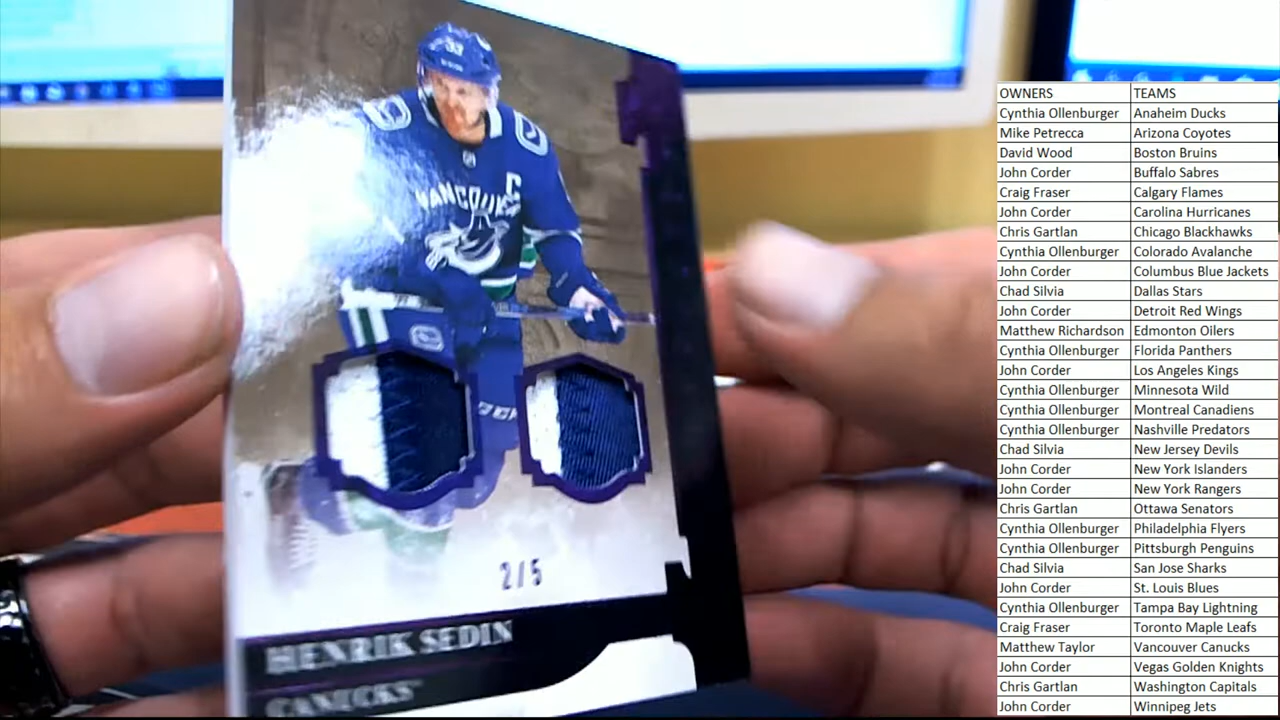 33
C
VANCOUV
CCM
2/5
HENRIK SEDIN
CANUCKS
OWNERS TEAMS
Cynthia Ollenburger Anaheim Ducks
Mike Petrecca Arizona Coyotes
David Wood Boston Bruins
John Corder Buffalo Sabres
Craig Fraser Calgary Flames
John Corder Carolina Hurricanes
Chris Gartlan Chicago Blackhawks
Cynthia Ollenburger Colorado Avalanche
John Corder Columbus Blue Jackets
Chad Silvia Dallas Stars
John Corder Detroit Red Wings
Matthew Richardson Edmonton Oilers
Cynthia Ollenburger Florida Panthers
John Corder Los Angeles Kings
Cynthia Ollenburger Minnesota Wild
Cynthia Ollenburger Montreal Canadiens
Cynthia Ollenburger Nashville Predators
Chad Silvia New Jersey Devils
John Corder New York Islanders
John Corder New York Rangers
Chris Gartlan Ottawa Senators
Cynthia Ollenburger Philadelphia Flyers
Cynthia Ollenburger Pittsburgh Penguins
Chad Silvia San Jose Sharks
John Corder St. Louis Blues
Cynthia Ollenburger Tampa Bay Lightning
Craig Fraser Toronto Maple Leafs
Matthew Taylor Vancouver Canucks
John Corder Vegas Golden Knights
Chris Gartlan Washington Capitals
John Corder Winnipeg Jets